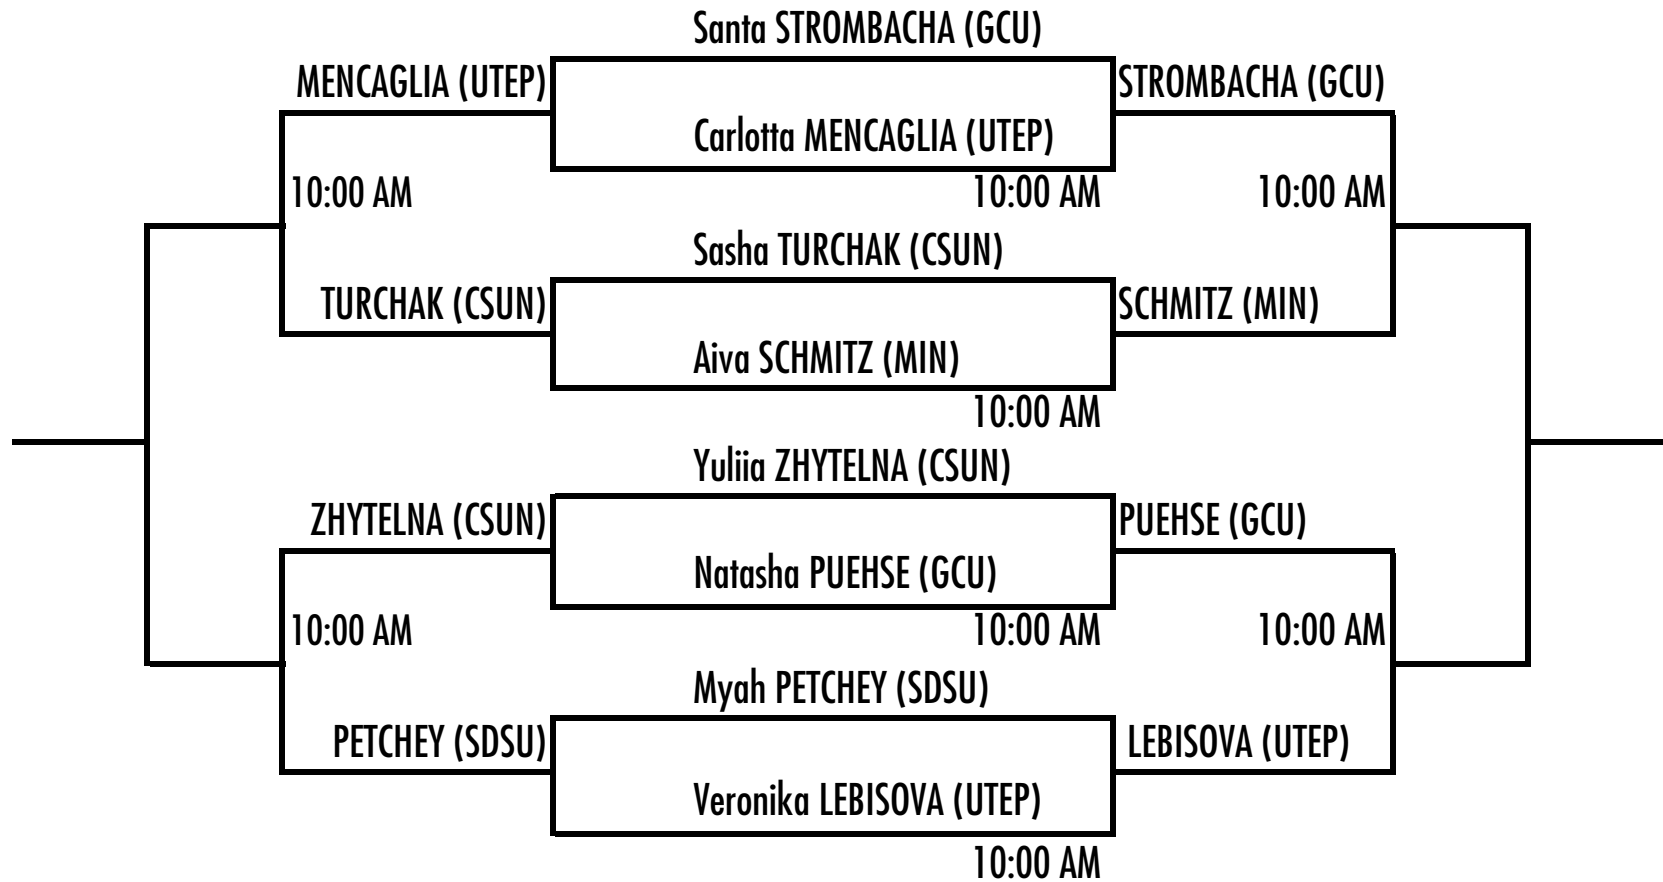 Santa STROMBACHA (GCU)
MENCAGLIA (UTEP)
STROMBACHA (GCU)
Carlotta MENCAGLIA (UTEP)
10:00 AM
10:00 AM
10:00 AM
Sasha TURCHAK (CSUN)
TURCHAK (CSUN)
SCHMITZ (MIN)
Aiva SCHMITZ (MIN)
10:00 AM
Yuliia ZHYTELNA (CSUN)
ZHYTELNA (CSUN)
PUEHSE (GCU)
Natasha PUEHSE (GCU)
10:00 AM
10:00 AM
10:00 AM
Myah PETCHEY (SDSU)
PETCHEY (SDSU)
LEBISOVA (UTEP)
Veronika LEBISOVA (UTEP)
10:00 AM